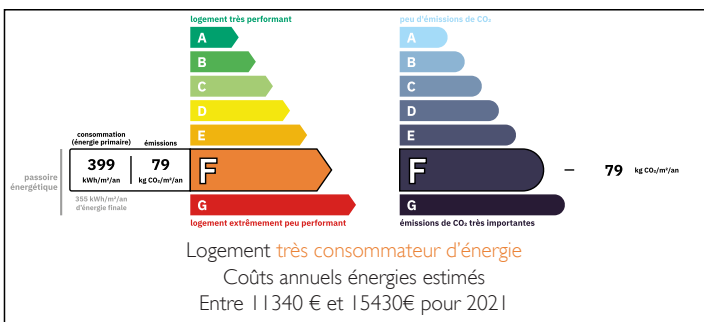 logement très performant
A
B
C
D
E
consommation
(énergie primaire)
émissions
passoire
énergétique
399
kWh/m²/an
79
kg CO₂/m²/an
F
355 kWh/m²/an
d'énergie finale
G
logement extrêmement peu performant
peu d'émissions de CO₂
A
B
C
D
E
F
79 kg CO₂/m²/an
G
émissions de CO₂ très importantes
Logement très consommateur d'énergie
Coûts annuels énergies estimés
Entre 11340 € et 15430€ pour 2021